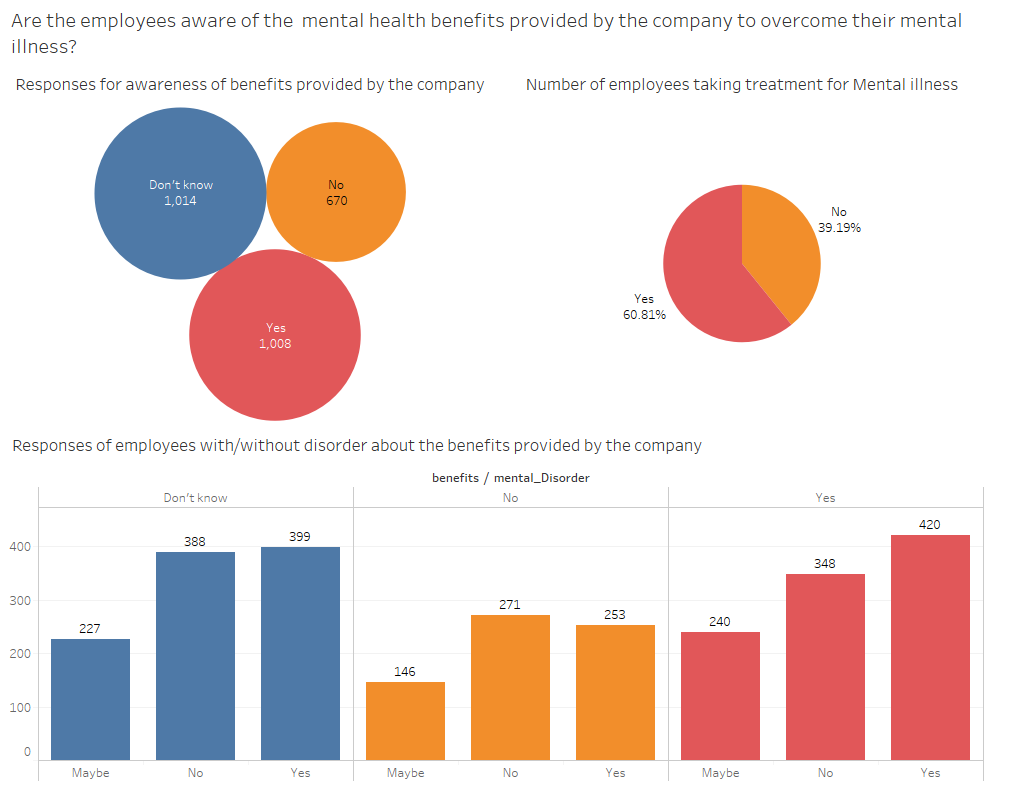 Are the employees aware of the  mental health benefits provided by the company to overcome their mental
illness?
Responses for awareness of benefits provided by the company
Number of employees taking treatment for Mental illness
Don't know
1,014
No
670
Yes
1,008
No
39.19%
Yes
60.81%
Responses of employees with/without disorder about the benefits provided by the company
benefits / mental_Disorder
Don't know
No
Yes
400
300
200
100
0
227
388
399
146
271
253
240
348
420
Maybe
No
Yes
Maybe
No
Yes
Maybe
No
Yes